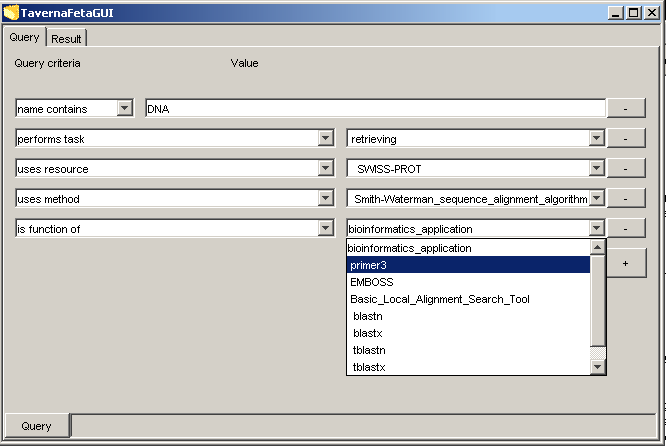 TavernaFetaGUI
Query Result
Query criteria Value
name contains DNA -
performs task retrieving -
uses resource SWISS-PROT -
uses method Smith-Waterman_sequence_alignment_algorithm -
is function of bioinformatics_application -
bioinformatics_application
primer3 +
EMBOSS
Basic_Local_Alignment_Search_Tool
blastn
blastx
tblastn
tblastx
Query